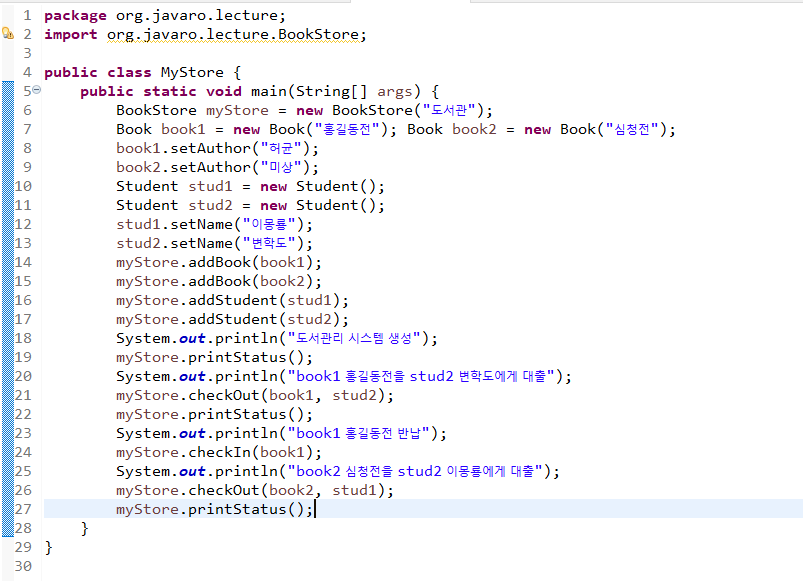 1 package org.javaro.lecture;
2 import org.javaro.lecture.BookStore;
3
4 public class MyStore {
5     public static void main(String[] args) {
6         BookStore myStore = new BookStore("도서관");
7         Book book1 = new Book("홍길동전"); Book book2 = new Book("심청전");
8         book1.setAuthor("허균");
9         book2.setAuthor("미상");
10         Student stud1 = new Student();
11         Student stud2 = new Student();
12         stud1.setName("이몽룡");
13         stud2.setName("변학도");
14         myStore.addBook(book1);
15         myStore.addBook(book2);
16         myStore.addStudent(stud1);
17         myStore.addStudent(stud2);
18         System.out.println("도서관리 시스템 생성");
19         myStore.printStatus();
20         System.out.println("book1 홍길동전을 stud2 변학도에게 대출");
21         myStore.checkOut(book1, stud2);
22         myStore.printStatus();
23         System.out.println("book1 홍길동전 반납");
24         myStore.checkIn(book1);
25         System.out.println("book2 심청전을 stud2 이몽룡에게 대출");
26         myStore.checkOut(book2, stud1);
27         myStore.printStatus();
28     }
29 }
30